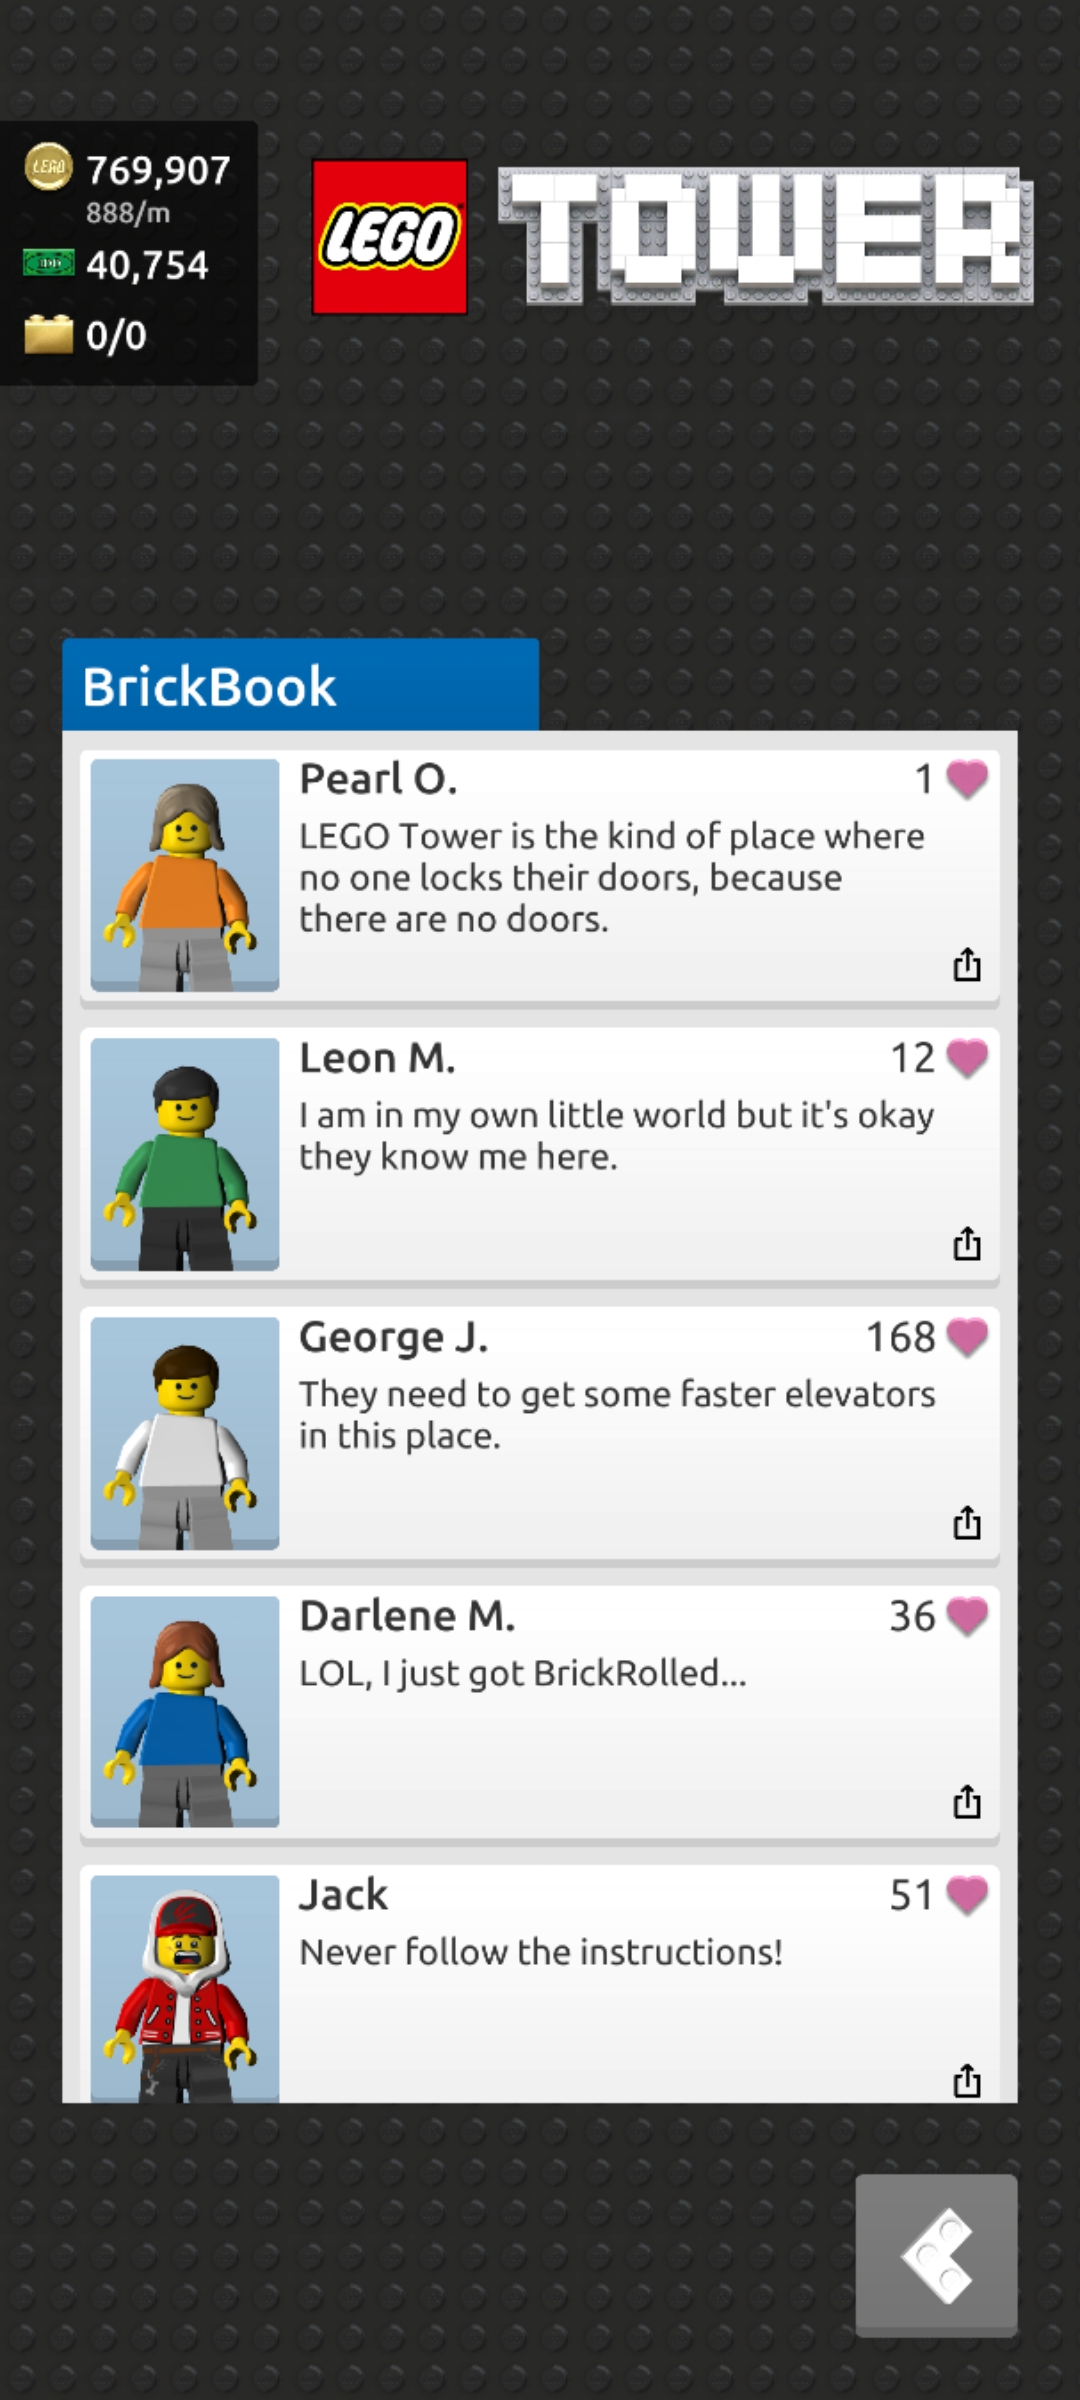 LEGO
769,907
888/m
40,754
0/0
LEGO
TOWER
BrickBook
Pearl O.
1
LEGO Tower is the kind of place where
no one locks their doors, because
there are no doors.
Leon M.
12
I am in my own little world but it's okay
they know me here.
George J.
168
They need to get some faster elevators
in this place.
Darlene M.
36
LOL, I just got BrickRolled...
Jack
51
Never follow the instructions!